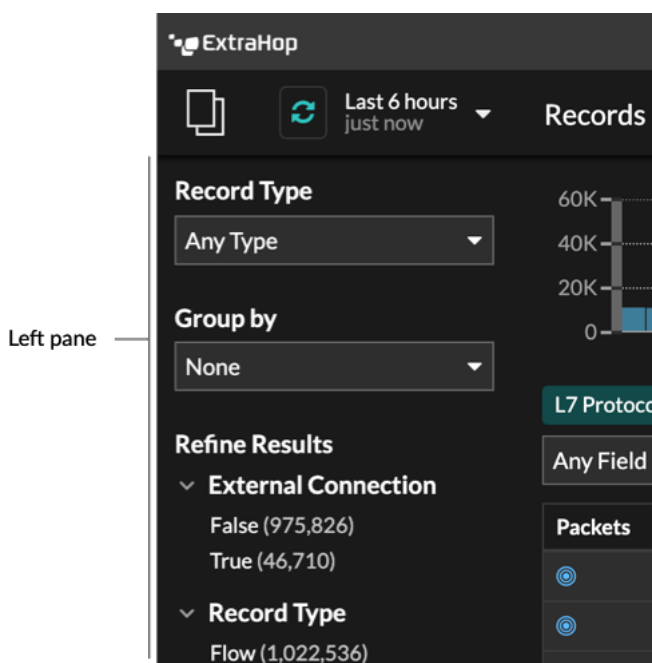 ExtraHop
Last 6 hours
just now
Records
Record Type
Any Type
Group by
None
Refine Results
External Connection
False (975,826)
True (46,710)
Record Type
Flow (1,022,536)
Left pane
60K
40K
20K
0
L7 Protoco
Any Field
Packets